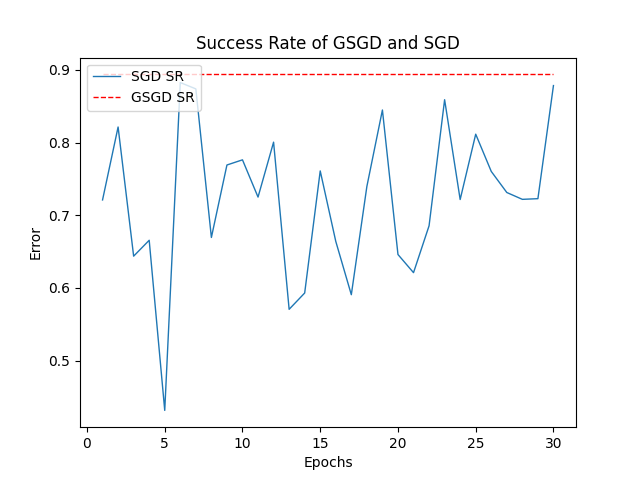 Success Rate of GSGD and SGD
SGD SR
GSGD SR
Error
0.9
0.8
0.7
0.6
0.5
0 5 10 15 20 25 30
Epochs